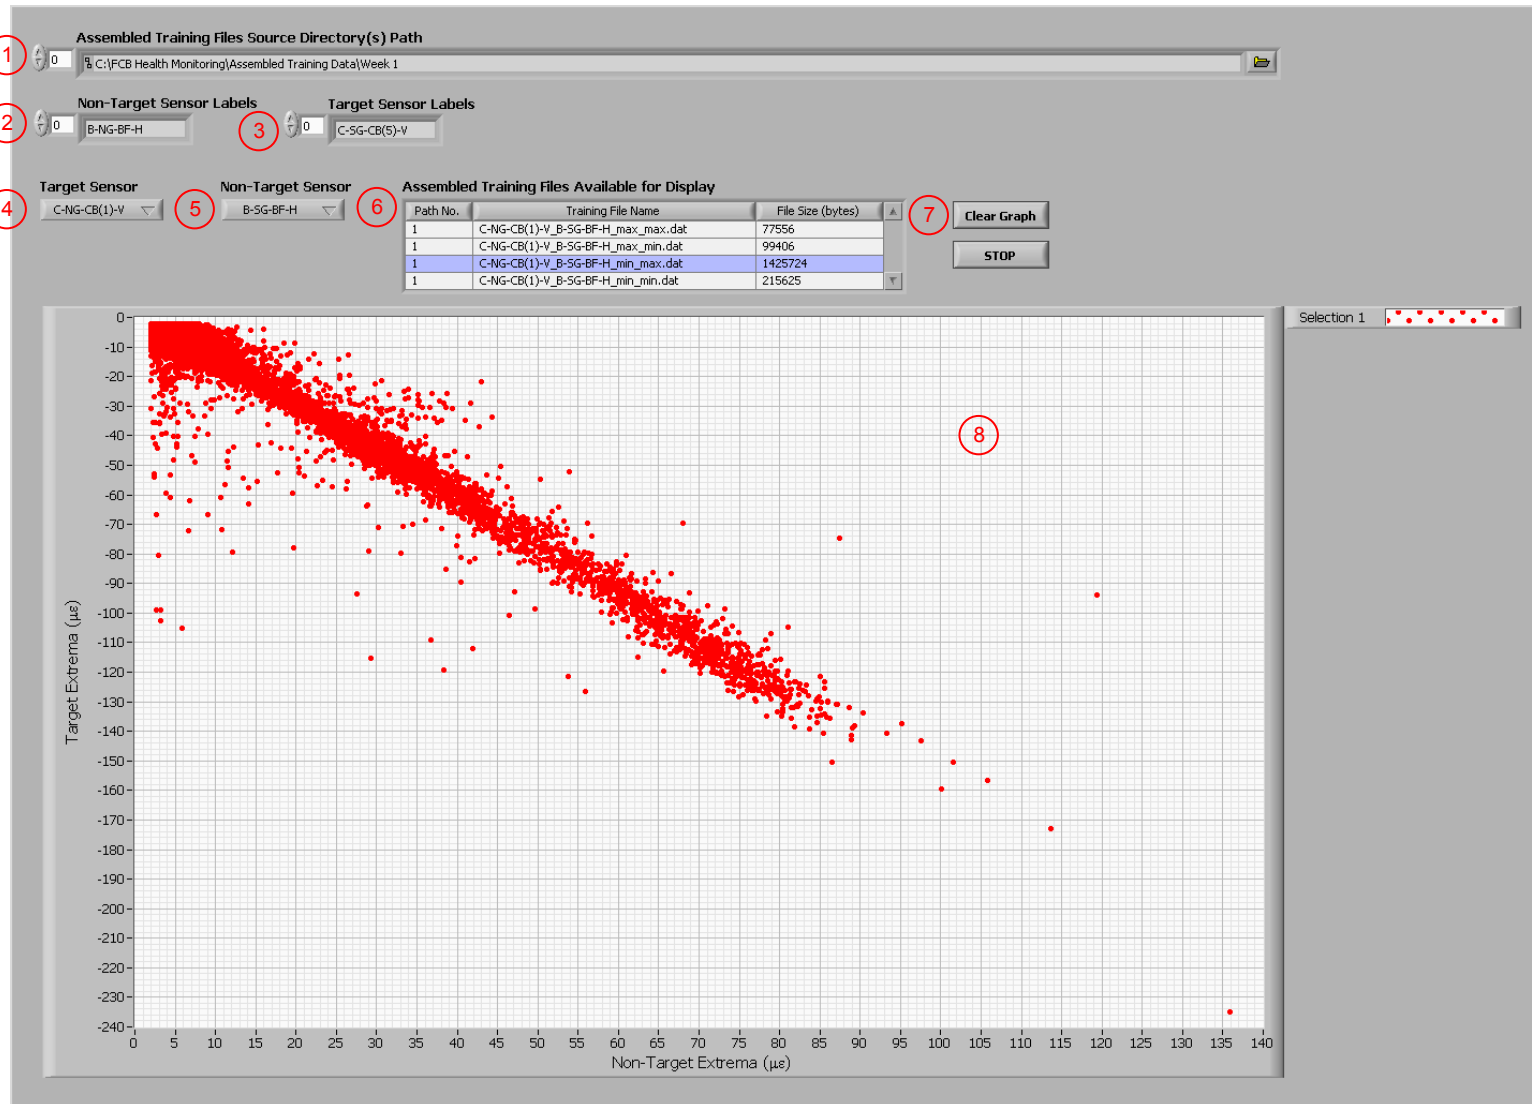 Assembled Training Files Source Directory(s) Path
1 0 C:\FCB Health Monitoring\Assembled Training Data\Week 1
Non-Target Sensor Labels Target Sensor Labels
2 0 B-NG-BF-H 3 0 C-SG-CB(5)-V
Target Sensor Non-Target Sensor Assembled Training Files Available for Display
4 C-NG-CB(1)-V 5 B-SG-BF-H 6
Path No. Training File Name File Size (bytes)
1 C-NG-CB(1)-V_B-SG-BF-H_max_max.dat 77556
1 C-NG-CB(1)-V_B-SG-BF-H_max_min.dat 99406
1 C-NG-CB(1)-V_B-SG-BF-H_min_max.dat 1425724
1 C-NG-CB(1)-V_B-SG-BF-H_min_min.dat 215625
7 Clear Graph
STOP
Selection 1
8
Target Extrema (µε)
0
-10
-20
-30
-40
-50
-60
-70
-80
-90
-100
-110
-120
-130
-140
-150
-160
-170
-180
-190
-200
-210
-220
-230
-240
0 5 10 15 20 25 30 35 40 45 50 55 60 65 70 75 80 85 90 95 100 105 110 115 120 125 130 135 140
Non-Target Extrema (µε)